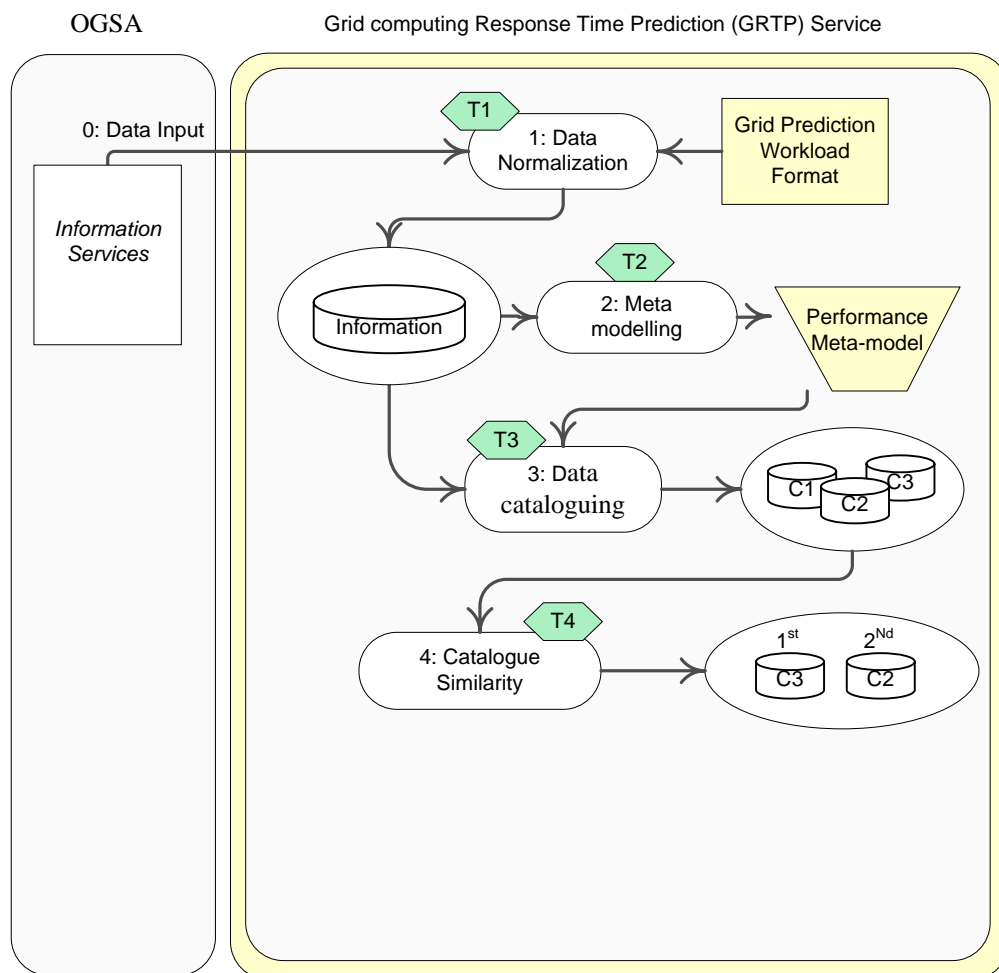 OGSA
Grid computing Response Time Prediction (GRTP) Service
0: Data Input
Information
Services
T1
1: Data
Normalization
Grid Prediction
Workload
Format
Information
T2
2: Meta
modelling
Performance
Meta-model
T3
3: Data
cataloguing
C1
C2
C3
T4
4: Catalogue
Similarity
1st
C3
2Nd
C2